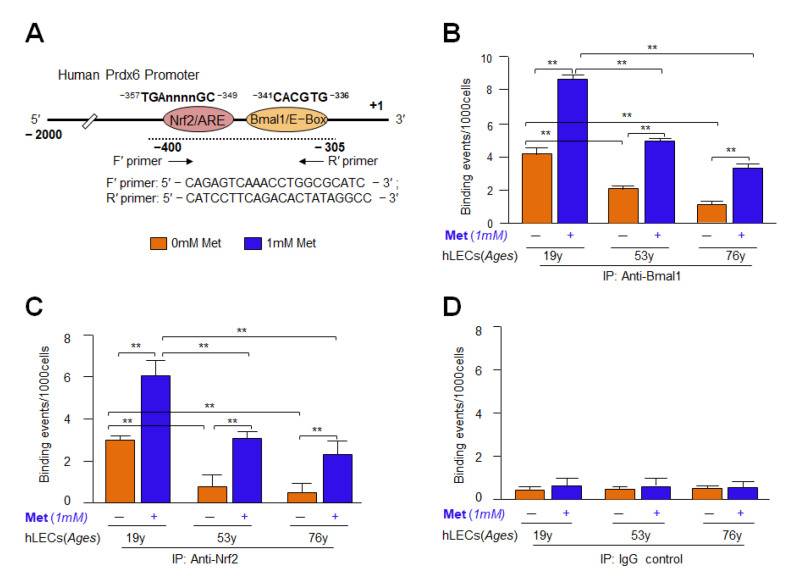 A
Human Prdx6 Promoter
−357TGAnnnnGC−349 −341CACGTG−336
+1
5′ Nrf2/ARE Bmal1/E−Box 3′
−2000
−400 −305
F′ primer R′ primer
F′ primer: 5′ − CAGAGTCAAACCTGGCGCATC − 3′ ;
R′ primer: 5′ − CATCCTTCAGACACTATAGGCC − 3′
0mM Met 1mM Met
B
Binding events/1000cells
10
8
6
4
2
0
** ** **
** ** ** ** **
Met (1mM) − + − + − +
hLECs(Ages) 19y 53y 76y
IP: Anti-Bmal1
C
Binding events/1000cells
8
6
4
2
0
** ** **
** ** ** ** **
Met (1mM) − + − + − +
hLECs(Ages) 19y 53y 76y
IP: Anti-Nrf2
D
Binding events/1000cells
8
6
4
2
0
Met (1mM) − + − + − +
hLECs(Ages) 19y 53y 76y
IP: IgG control